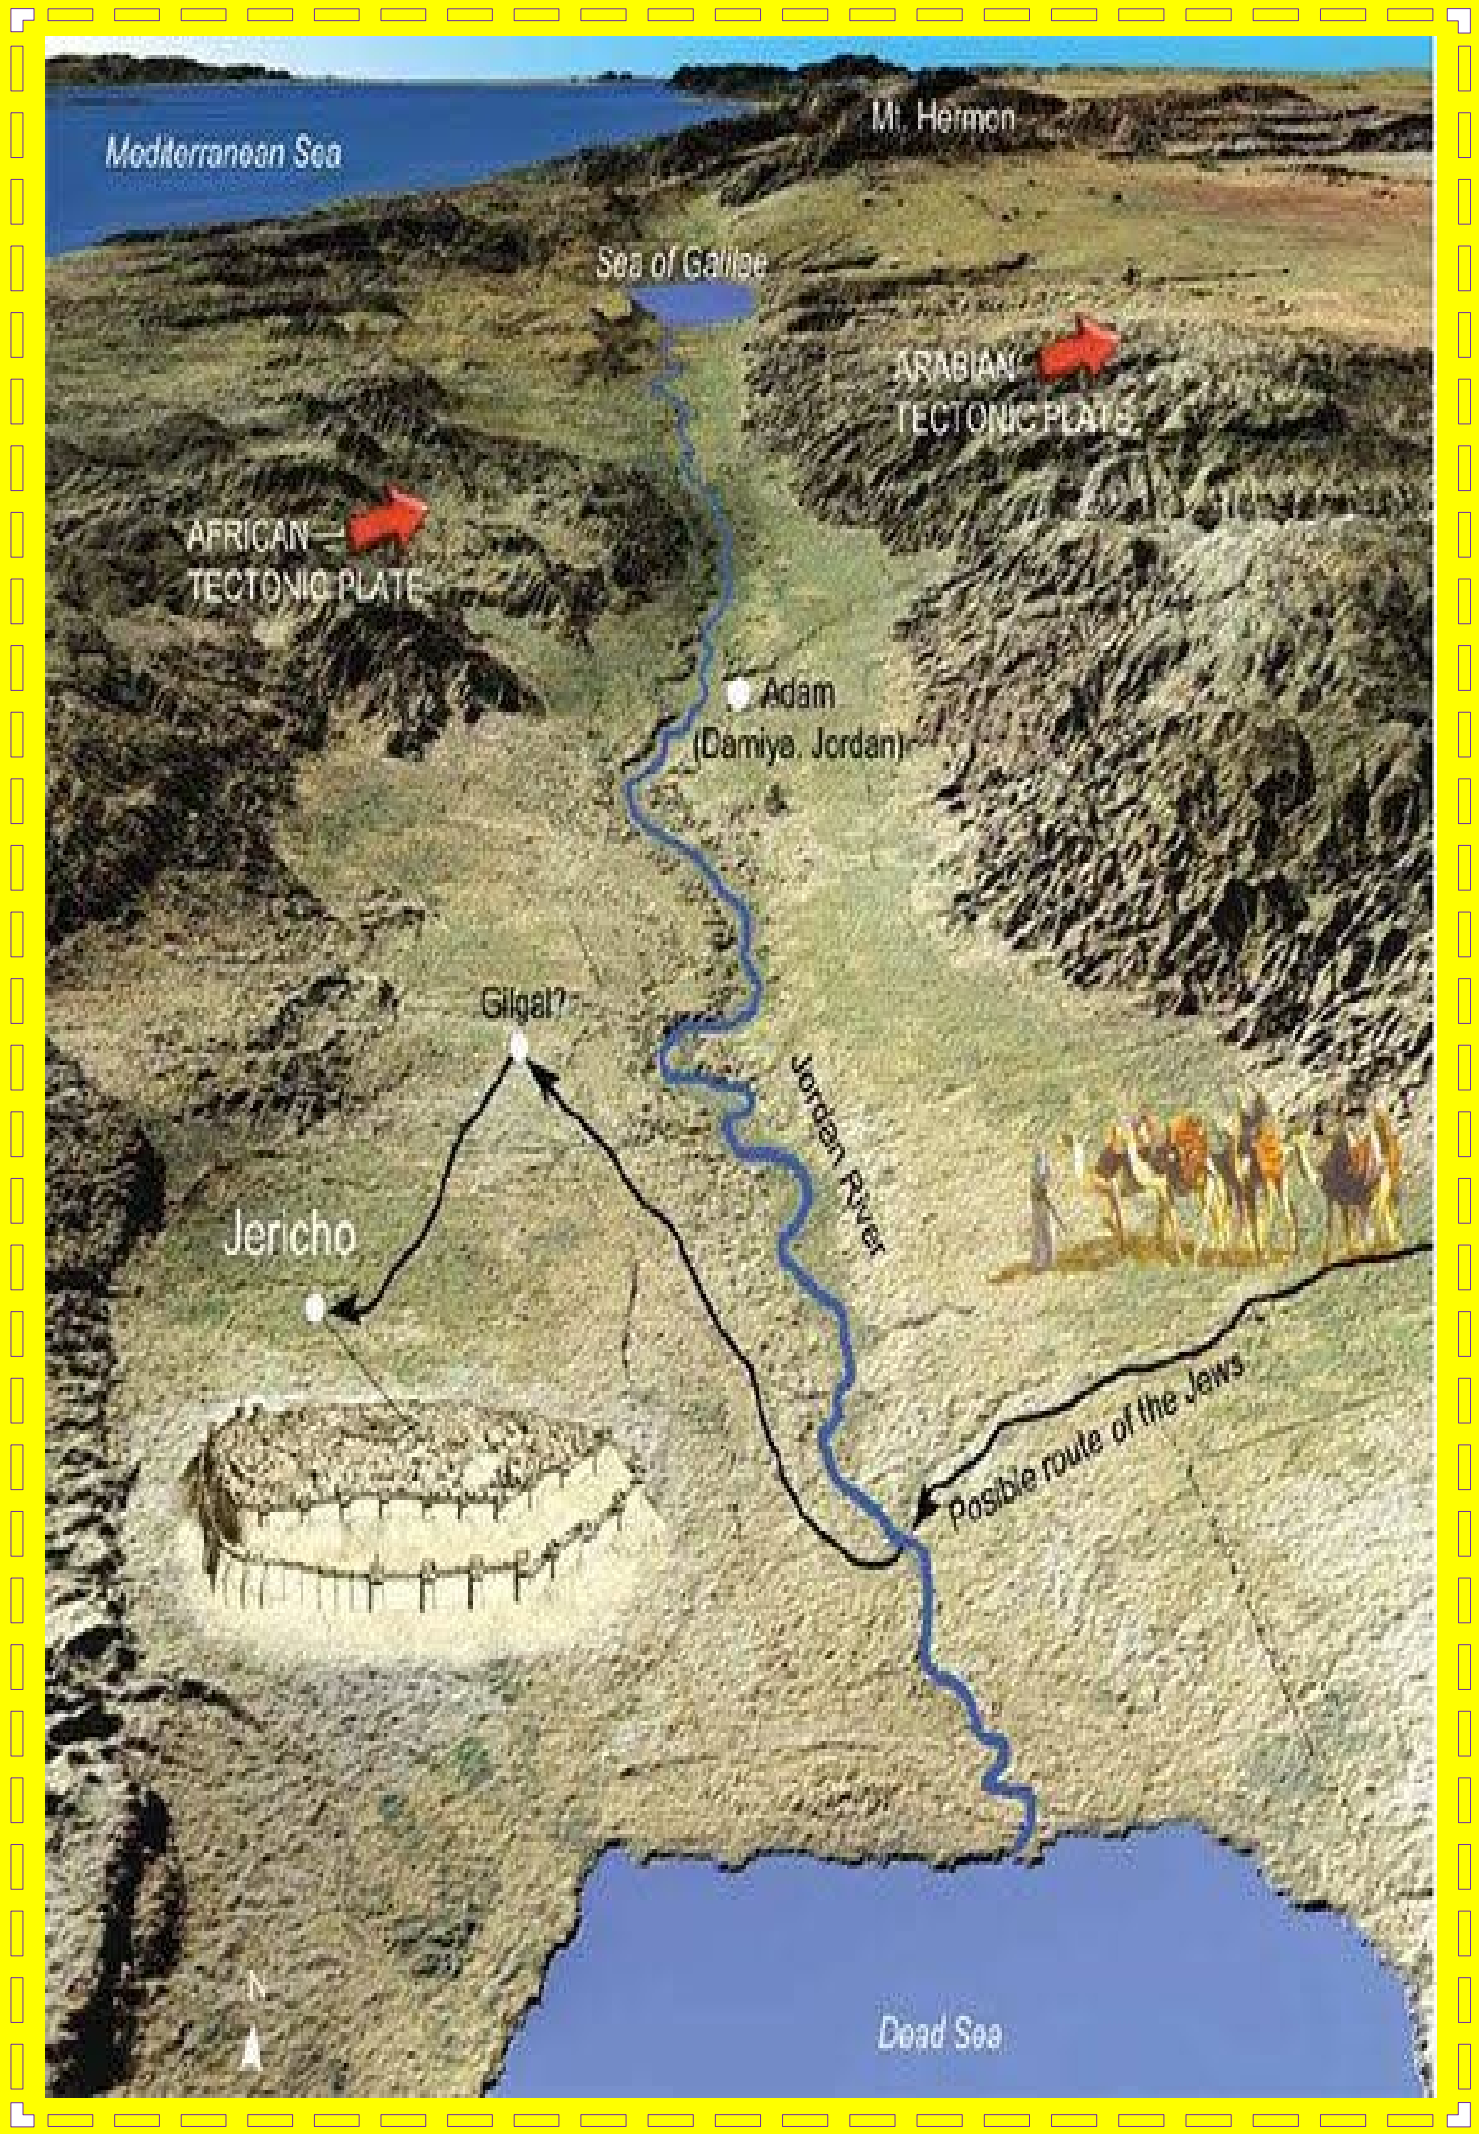 Mt. Hermon
Mediterranean Sea
Sea of Galilee
ARABIAN
TECTONIC PLATE
AFRICAN
TECTONIC PLATE
Adam
(Damiya, Jordan)
Gilgal?
Jordan River
Jericho
Posible route of the Jews
N
Dead Sea